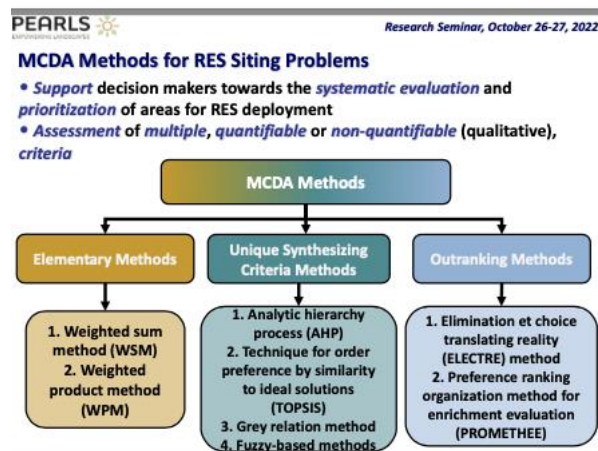 PEARLS
EMPOWERING LANDSCAPES
Research Seminar, October 26-27, 2022
MCDA Methods for RES Siting Problems
• Support decision makers towards the systematic evaluation and
prioritization of areas for RES deployment
• Assessment of multiple, quantifiable or non-quantifiable (qualitative),
criteria
MCDA Methods
Elementary Methods
Unique Synthesizing
Criteria Methods
Outranking Methods
1. Weighted sum
method (WSM)
2. Weighted
product method
(WPM)
1. Analytic hierarchy
process (AHP)
2. Technique for order
preference by similarity
to ideal solutions
(TOPSIS)
3. Grey relation method
4. Fuzzy-based methods
1. Elimination et choice
translating reality
(ELECTRE) method
2. Preference ranking
organization method for
enrichment evaluation
(PROMETHEE)